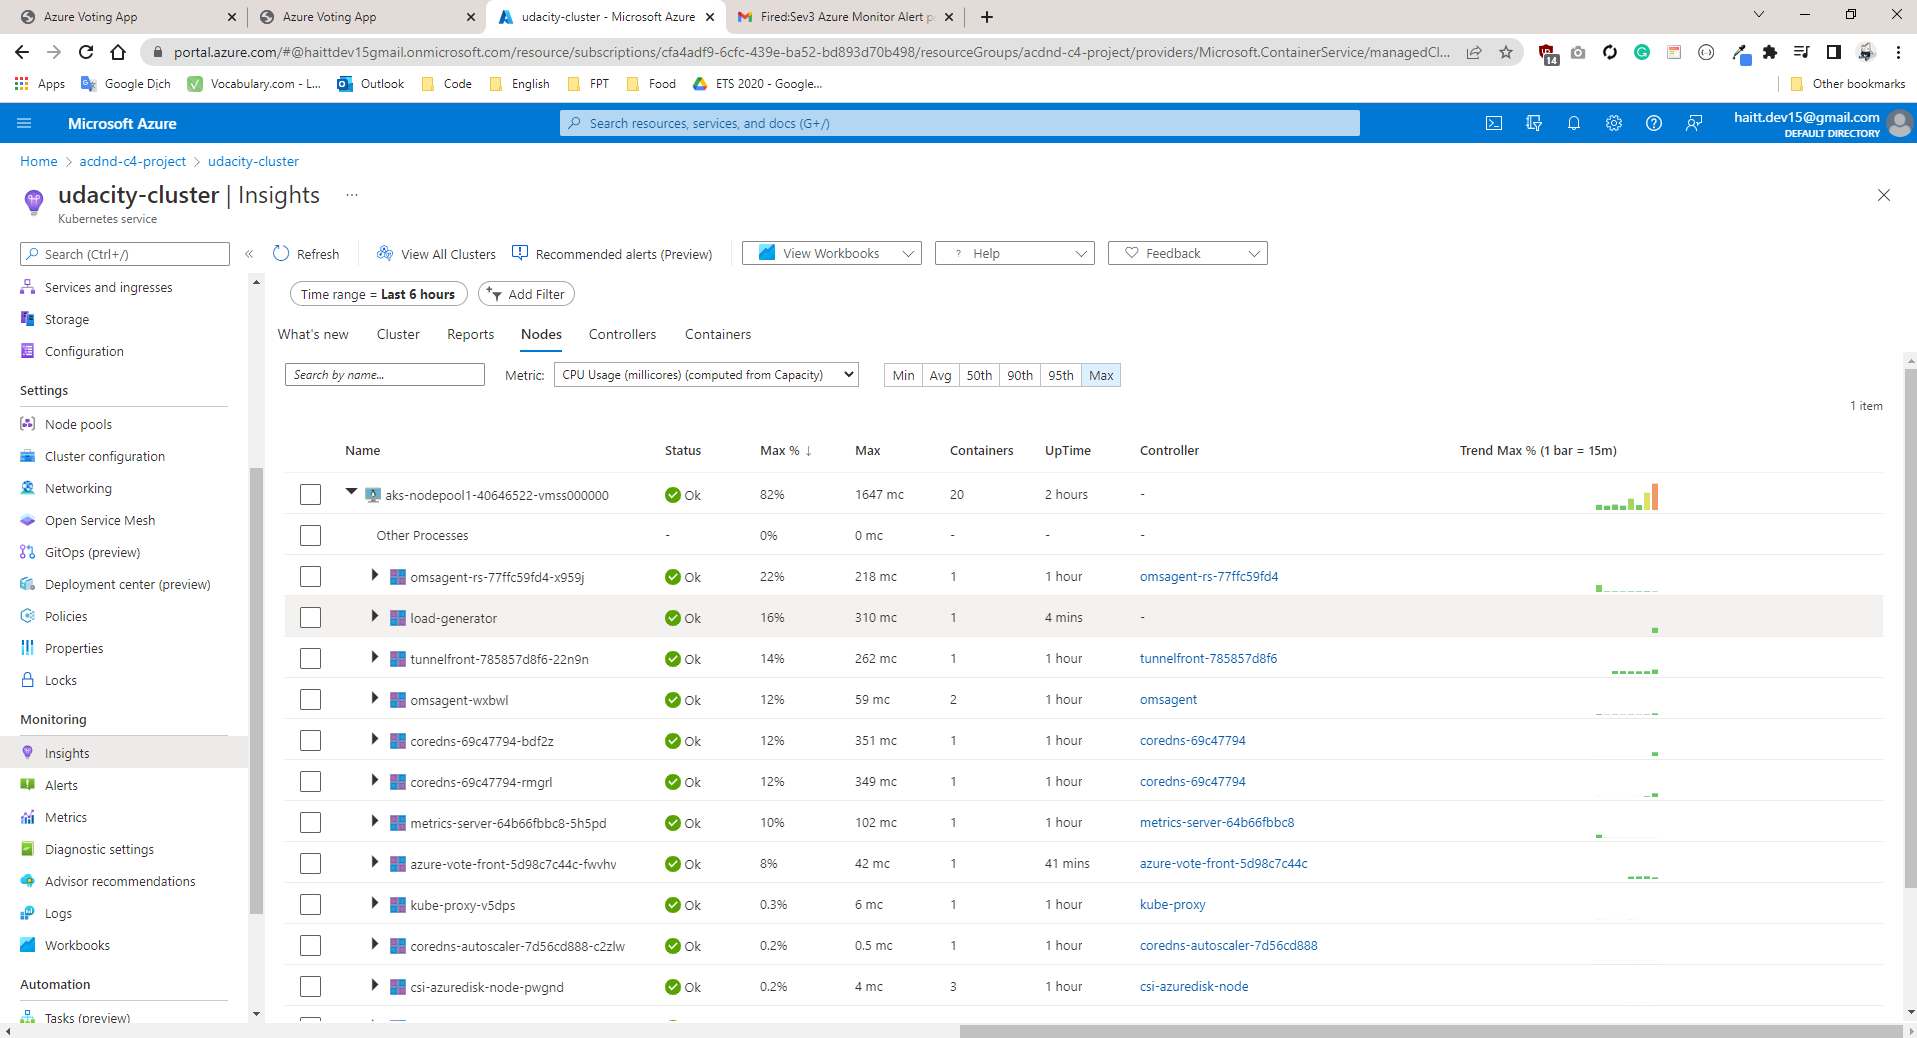 Azure Voting App
Azure Voting App
udacity-cluster - Microsoft Azure
Fired:Sev3 Azure Monitor Alert p
portal.azure.com/#@haittdev15gmail.onmicrosoft.com/resource/subscriptions/cfa4adf9-6cfc-439e-ba52-bd893d70b498/resourceGroups/acdnd-c4-project/providers/Microsoft.ContainerService/managedCl...
14
Apps
Google Dịch
Vocabulary.com - L...
Outlook
Code
English
FPT
Food
ETS 2020 - Google...
Other bookmarks
Microsoft Azure
Search resources, services, and docs (G+/)
haitt.dev15@gmail.com
DEFAULT DIRECTORY
Home > acdnd-c4-project > udacity-cluster
udacity-cluster | Insights ...
Kubernetes service
Search (Ctrl+/)
Services and ingresses
Storage
Configuration
Settings
Node pools
Cluster configuration
Networking
Open Service Mesh
GitOps (preview)
Deployment center (preview)
Policies
Properties
Locks
Monitoring
Insights
Alerts
Metrics
Diagnostic settings
Advisor recommendations
Logs
Workbooks
Automation
Tasks (preview)
Refresh
View All Clusters
Recommended alerts (Preview)
View Workbooks
? Help
Feedback
Time range = Last 6 hours
Add Filter
What's new Cluster Reports Nodes Controllers Containers
Search by name...
Metric: CPU Usage (millicores) (computed from Capacity)
Min Avg 50th 90th 95th Max
1 item
Name Status Max % ↓ Max Containers UpTime Controller Trend Max % (1 bar = 15m)
aks-nodepool1-40646522-vmss000000 Ok 82% 1647 mc 20 2 hours -
Other Processes - 0% 0 mc - - -
omsagent-rs-77ffc59fd4-x959j Ok 22% 218 mc 1 1 hour omsagent-rs-77ffc59fd4
load-generator Ok 16% 310 mc 1 4 mins -
tunnelfront-785857d8f6-22n9n Ok 14% 262 mc 1 1 hour tunnelfront-785857d8f6
omsagent-wxbwl Ok 12% 59 mc 2 1 hour omsagent
coredns-69c47794-bdf2z Ok 12% 351 mc 1 1 hour coredns-69c47794
coredns-69c47794-rmgrl Ok 12% 349 mc 1 1 hour coredns-69c47794
metrics-server-64b66fbbc8-5h5pd Ok 10% 102 mc 1 1 hour metrics-server-64b66fbbc8
azure-vote-front-5d98c7c44c-fwvhv Ok 8% 42 mc 1 41 mins azure-vote-front-5d98c7c44c
kube-proxy-v5dps Ok 0.3% 6 mc 1 1 hour kube-proxy
coredns-autoscaler-7d56cd888-c2zlw Ok 0.2% 0.5 mc 1 1 hour coredns-autoscaler-7d56cd888
csi-azuredisk-node-pwgnd Ok 0.2% 4 mc 3 1 hour csi-azuredisk-node